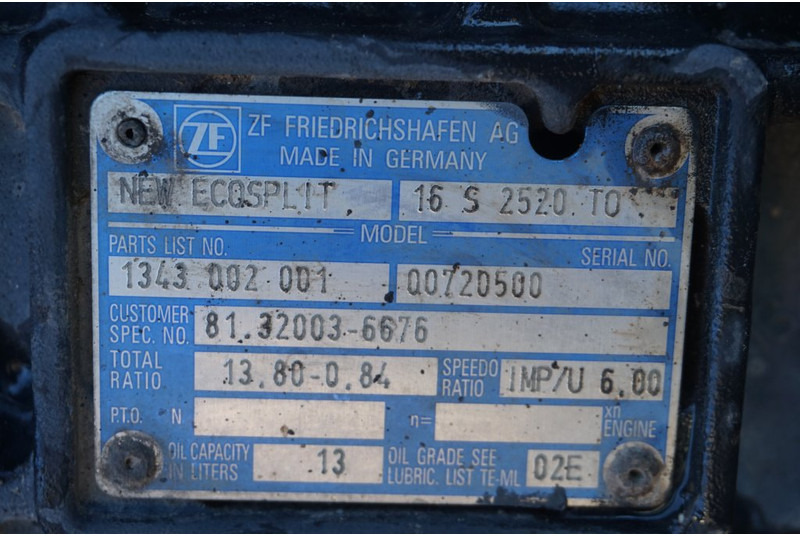 ZF
ZF FRIEDRICHSHAFEN AG
MADE IN GERMANY
NEW ECOSPLIT 16 S 2520 TO
MODEL
PARTS LIST NO. SERIAL NO.
1343 002 001 00720500
CUSTOMER SPEC. NO. 81.32003-6676
TOTAL RATIO 13.80-0.84 SPEEDO RATIO IMP/U 6.00
P.T.O. N n= xn ENGINE
OIL CAPACITY IN LITERS 13 OIL GRADE SEE LUBRIC. LIST TE-ML 02E